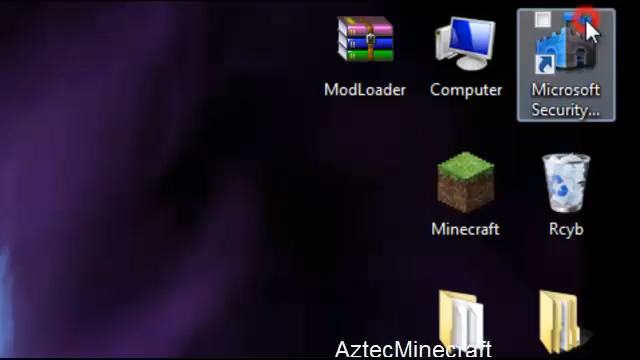 ModLoader
Computer
Microsoft
Security...
Minecraft
Rcyb
AztecMinecraft